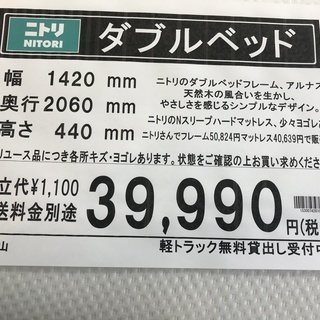 ニトリ
NITORI
ダブルベッド
幅 1420 mm
奥行 2060 mm
高さ 440 mm
ニトリのダブルベッドフレーム、アルナス
天然木の風合いを生かし、
やさしさを感じるシンプルなデザイン。
ニトリのNスリープハードマットレス、少々ヨゴレ
ニトリさんでフレーム50,824円マットレス40,639円で販
リユース品につき各所キズ・ヨゴレあります。状態をご確認の上お買い求めくださ
立代¥1,100
送料金別途
39,990円(税
山
軽トラック無料貸出し受付中